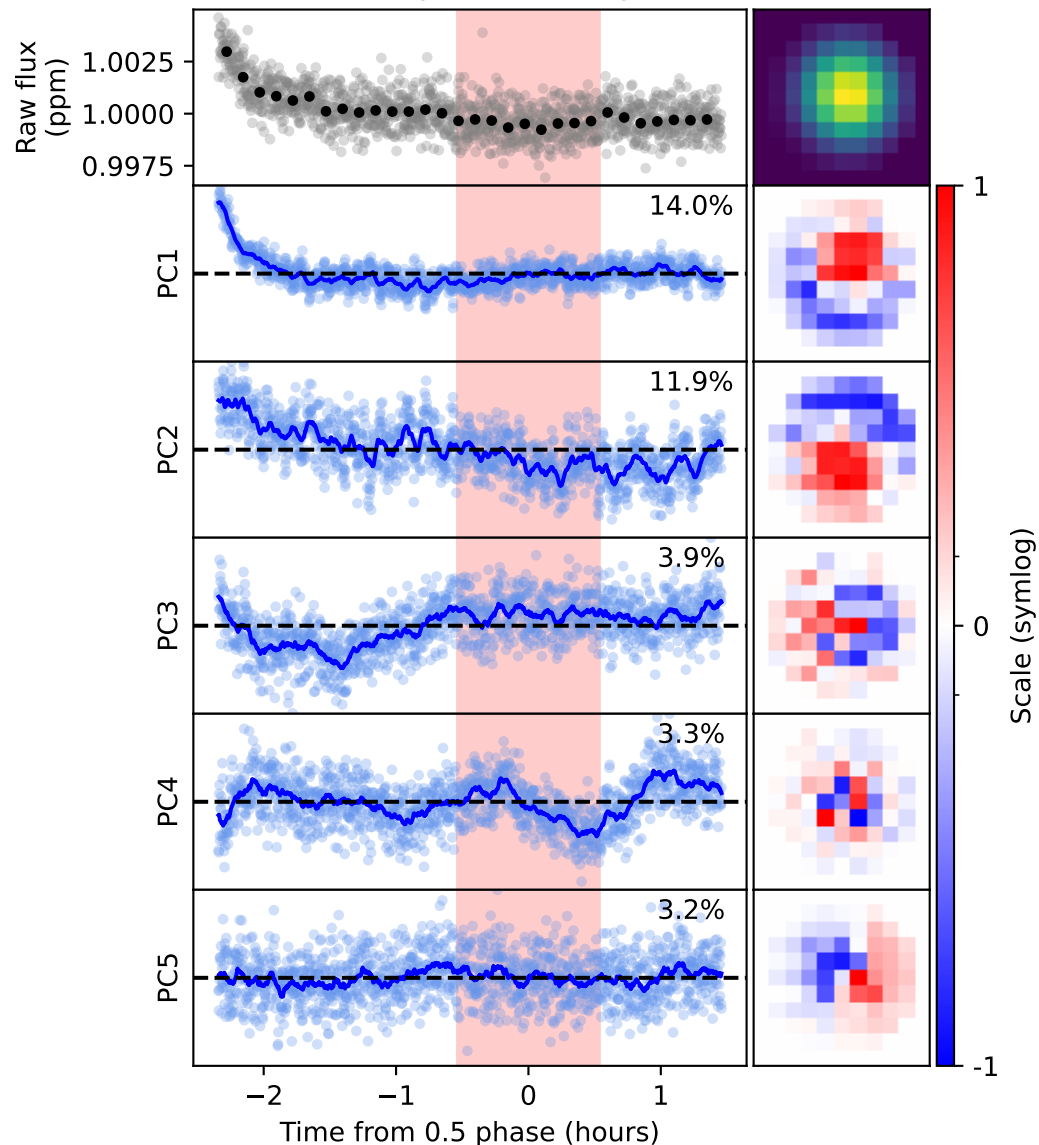 Raw flux
(ppm)
1.0025
1.0000
0.9975
PC1
14.0%
PC2
11.9%
PC3
3.9%
PC4
3.3%
PC5
3.2%
−2
−1
0
1
Time from 0.5 phase (hours)
1
0
-1
Scale (symlog)